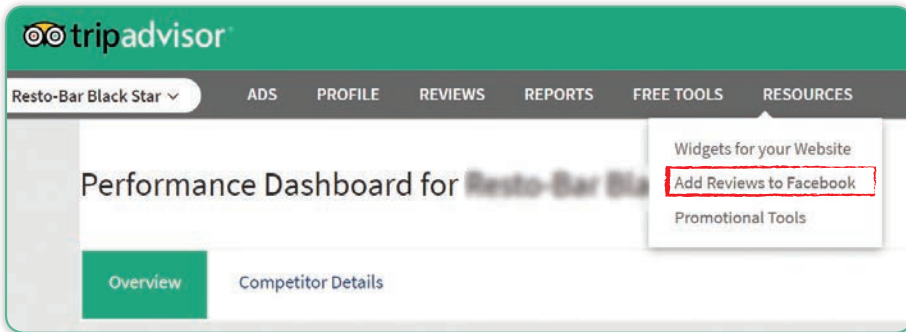 tripadvisor
Resto-Bar Black Star ADS PROFILE REVIEWS REPORTS FREE TOOLS RESOURCES
Widgets for your Website
Performance Dashboard for
Add Reviews to Facebook
Promotional Tools
Overview Competitor Details